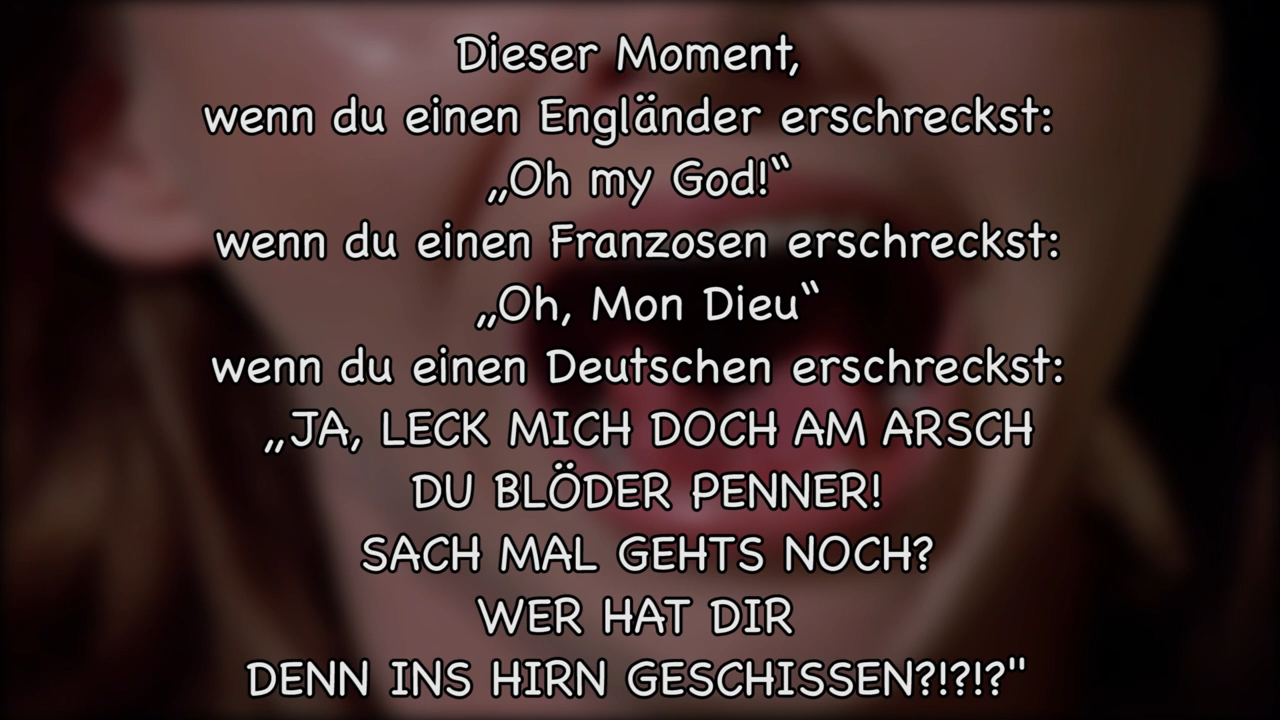 Dieser Moment,
wenn du einen Engländer erschreckst:
„Oh my God!“
wenn du einen Franzosen erschreckst:
„Oh, Mon Dieu“
wenn du einen Deutschen erschreckst:
„JA, LECK MICH DOCH AM ARSCH
DU BLÖDER PENNER!
SACH MAL GEHTS NOCH?
WER HAT DIR
DENN INS HIRN GESCHISSEN?!?!?"